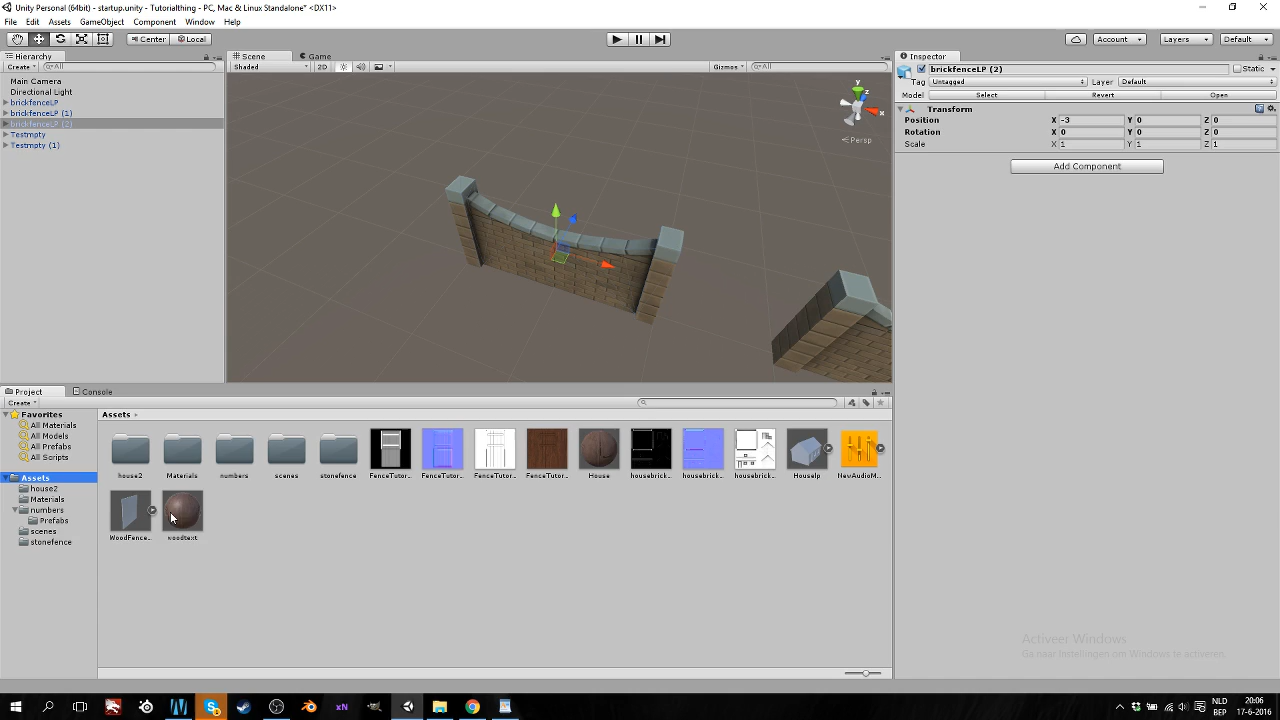 Unity Personal (64bit) - startup.unity - Tutorialthing - PC, Mac & Linux Standalone* <DX11>
File Edit Assets GameObject Component Window Help
Center Local Account Layers Default
Hierarchy
Create All
Main Camera
Directional Light
brickfenceLP
brickfenceLP (1)
brickfenceLP (2)
Testmpty
Testmpty (1)
Scene Game
Shaded 2D Gizmos All
y
z
x
Persp
Inspector
brickfenceLP (2) Static
Tag Untagged Layer Default
Model Select Revert Open
Transform
Position X -3 Y 0 Z 0
Rotation X 0 Y 0 Z 0
Scale X 1 Y 1 Z 1
Add Component
Project Console
Create
Favorites
All Materials
All Models
All Prefabs
All Scripts
Assets
house2
Materials
numbers
Prefabs
scenes
stonefence
Assets
house2 Materials numbers scenes stonefence FenceTutor... FenceTutor... FenceTutor... FenceTutor... House housebrick... housebrick... housebrick... Houselp NewAudioM...
WoodFence... woodtext
Activeer Windows
Ga naar Instellingen om Windows te activeren.
NLD 20:06
BEP 17-6-2016